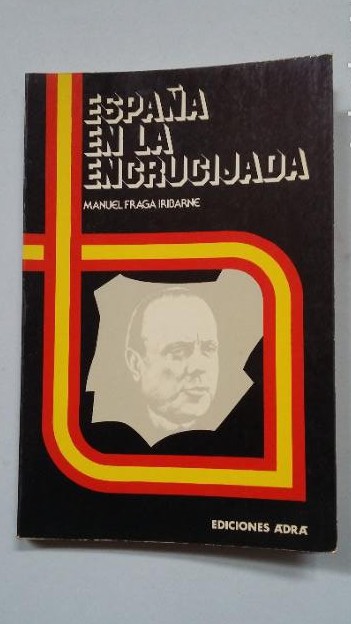 ESPAÑA
EN LA
ENCRUCIJADA
MANUEL FRAGA IRIBARNE
EDICIONES ADRA